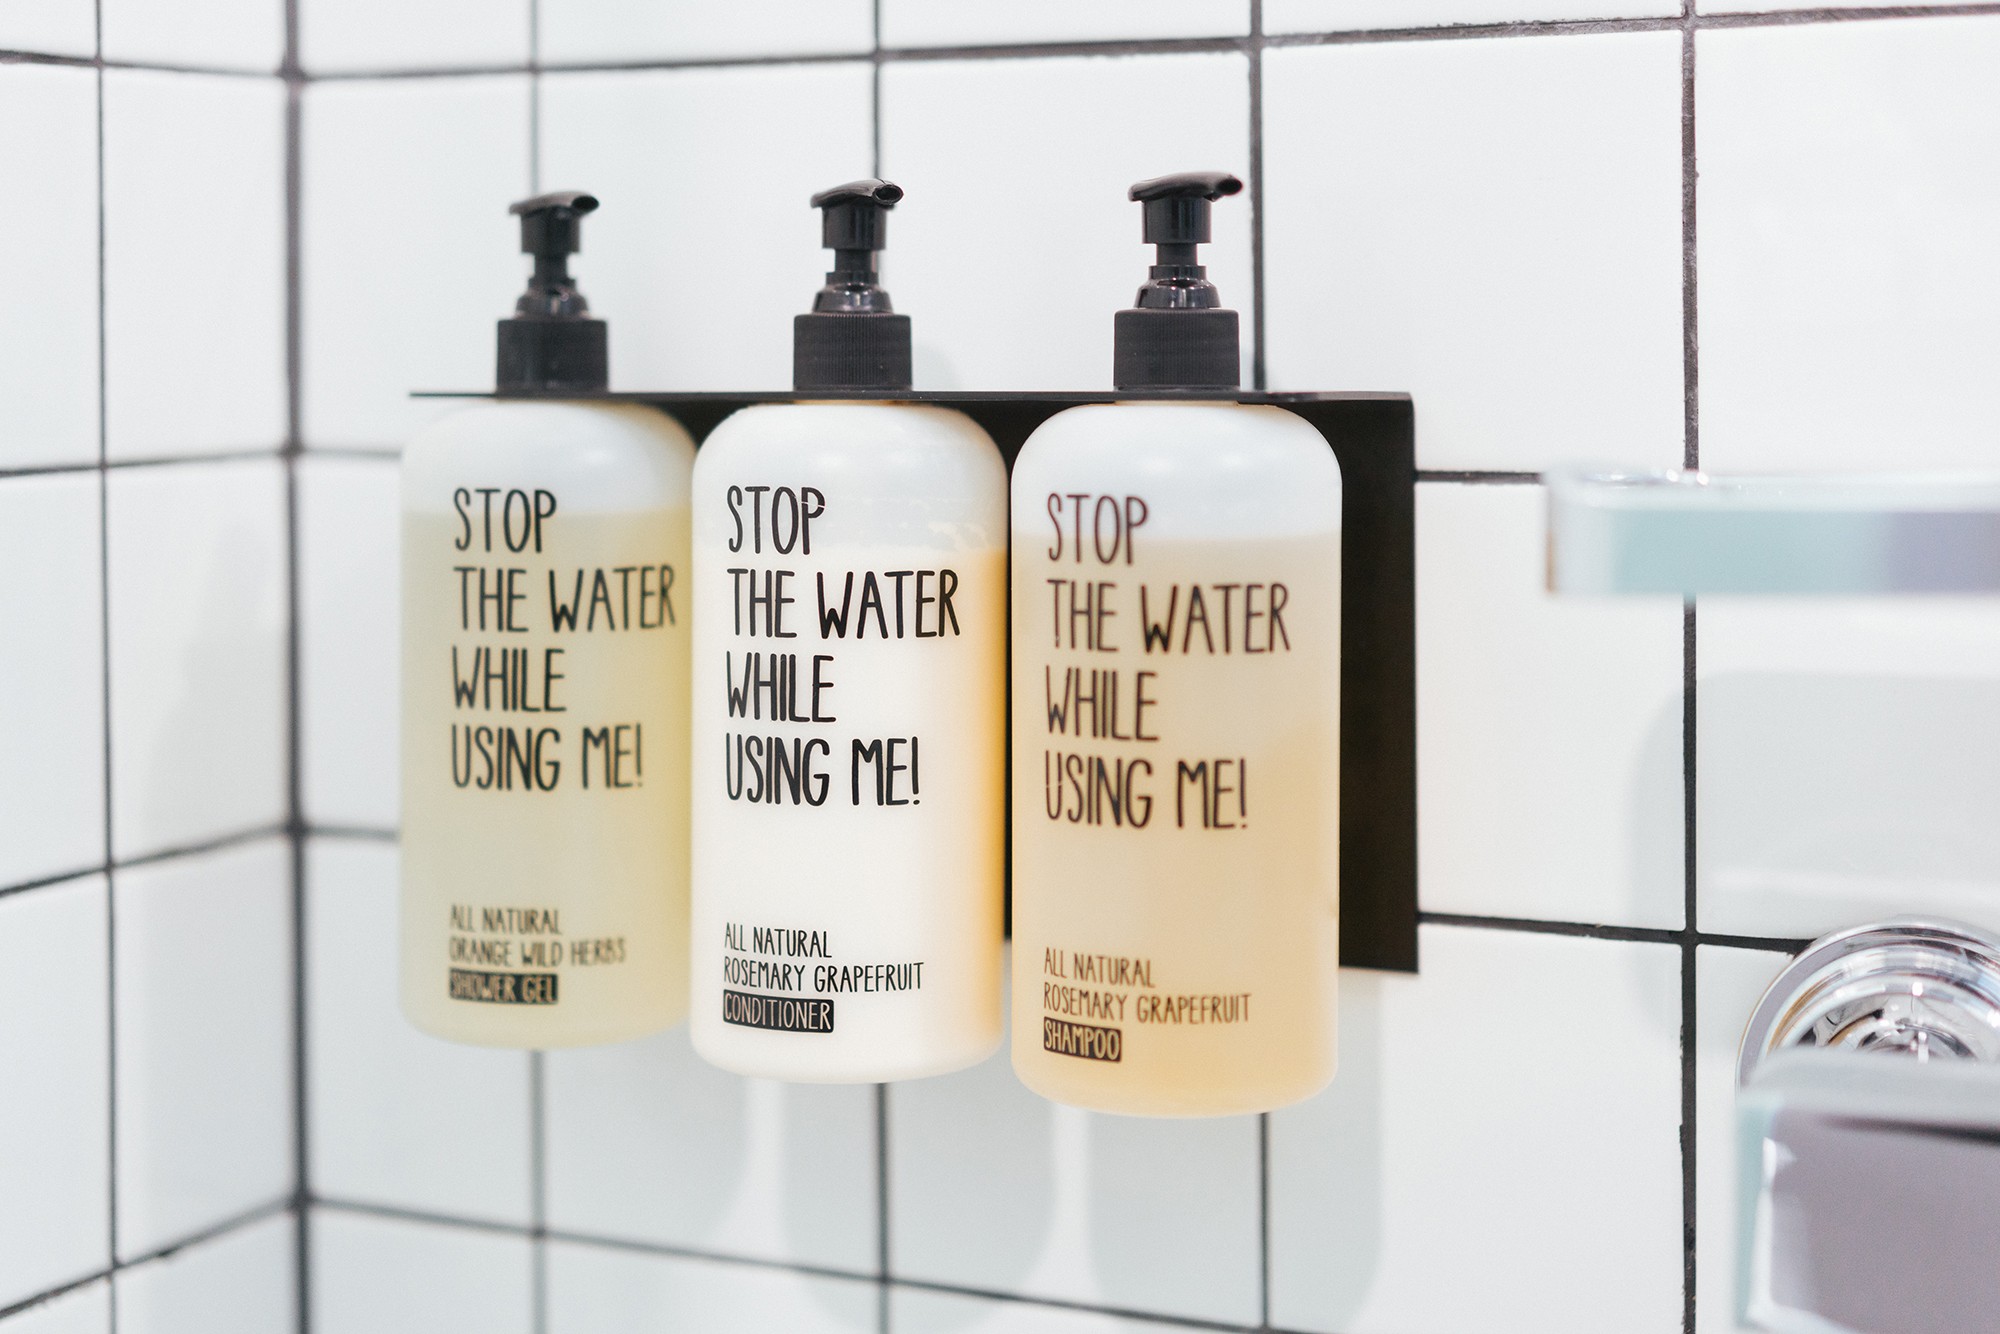 STOP
THE WATER
WHILE
USING ME!
ALL NATURAL
ORANGE WILD HERBS
SHOWER GEL
STOP
THE WATER
WHILE
USING ME!
ALL NATURAL
ROSEMARY GRAPEFRUIT
CONDITIONER
STOP
THE WATER
WHILE
USING ME!
ALL NATURAL
ROSEMARY GRAPEFRUIT
SHAMPOO